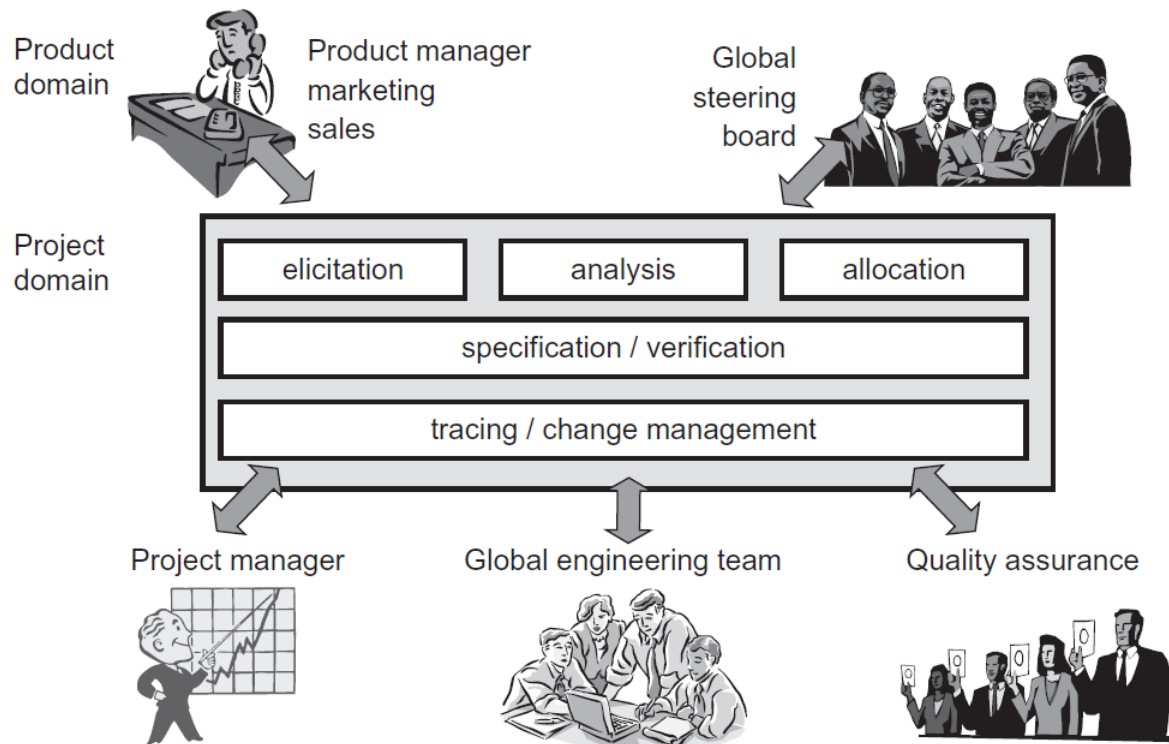 Product
domain
Product manager
marketing
sales
Global
steering
board
Project
domain
elicitation
analysis
allocation
specification / verification
tracing / change management
Project manager
Global engineering team
Quality assurance